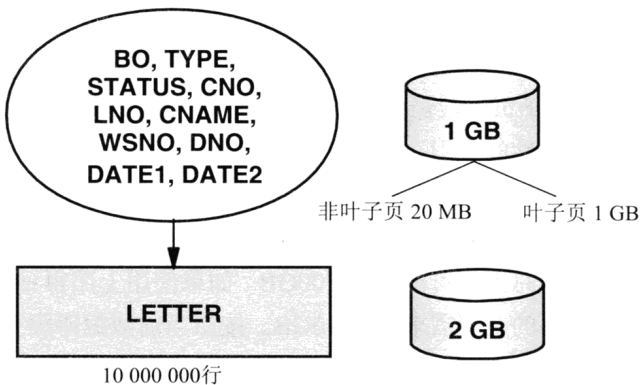 BO, TYPE,
STATUS, CNO,
LNO, CNAME,
WSNO, DNO,
DATE1, DATE2
1 GB
非叶子页 20 MB
叶子页 1 GB
LETTER
2 GB
10 000 000行